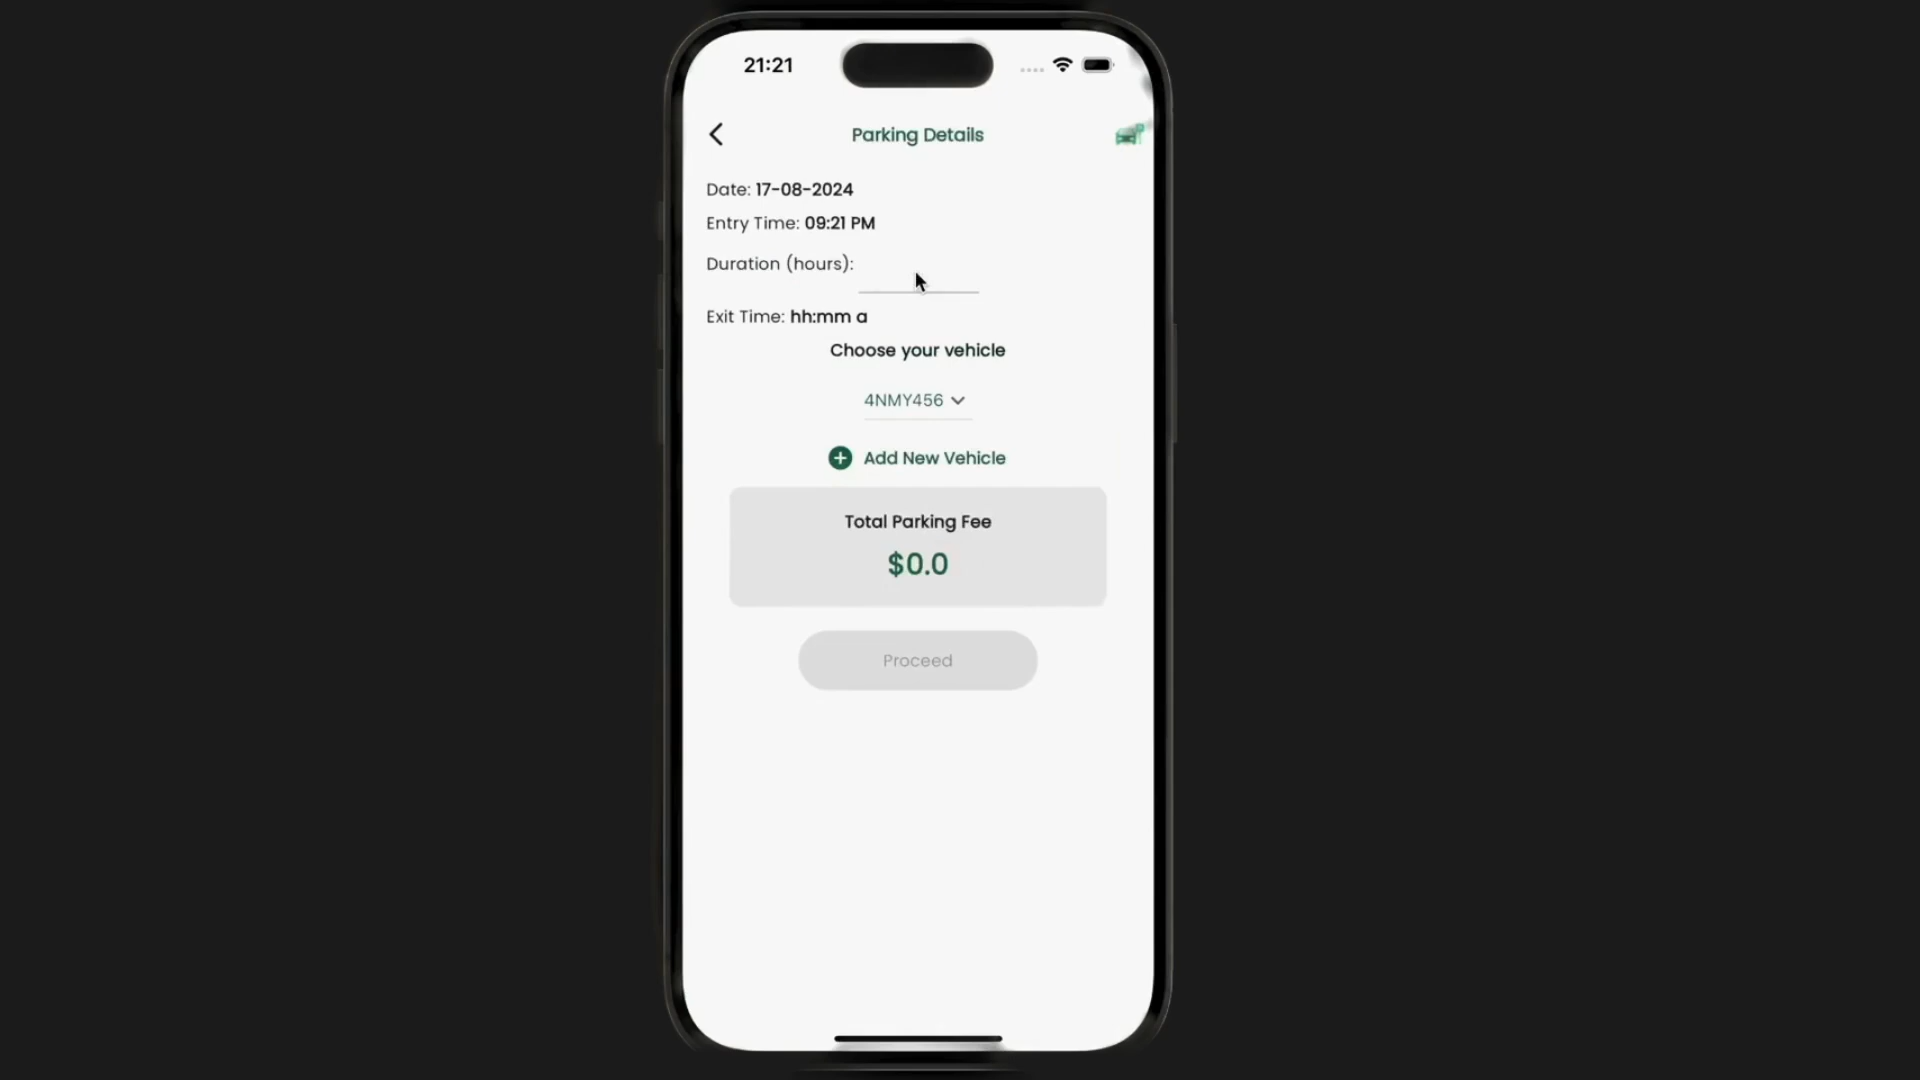 21:21
Parking Details
Date: 17-08-2024
Entry Time: 09:21 PM
Duration (hours):
Exit Time: hh:mm a
Choose your vehicle
4NMY456
Add New Vehicle
Total Parking Fee
$0.0
Proceed